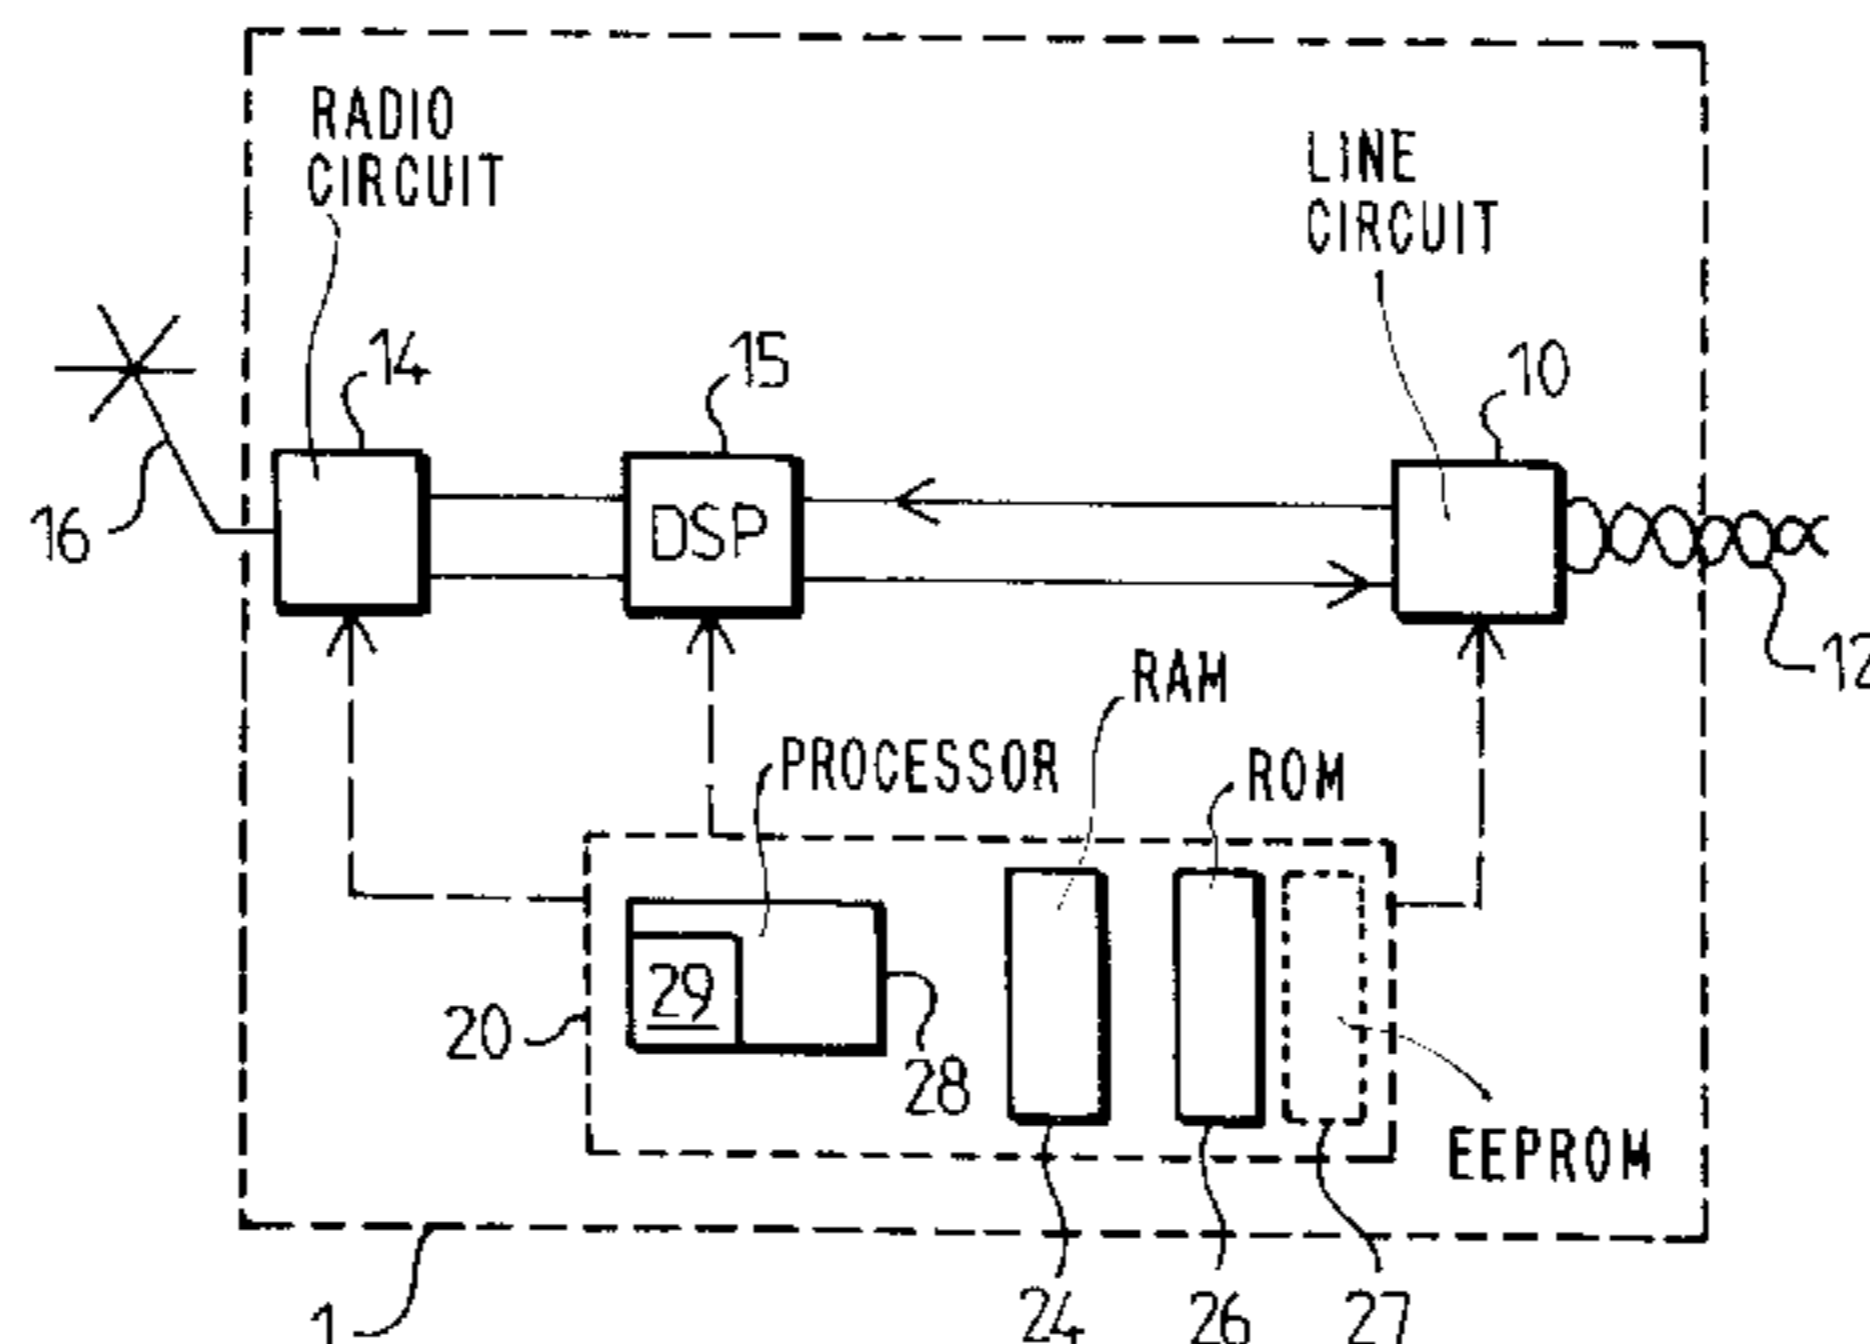 RADIO
CIRCUIT
LINE
CIRCUIT
14
15
10
16
DSP
12
RAM
PROCESSOR
ROM
29
20
28
EEPROM
1
24
26
27